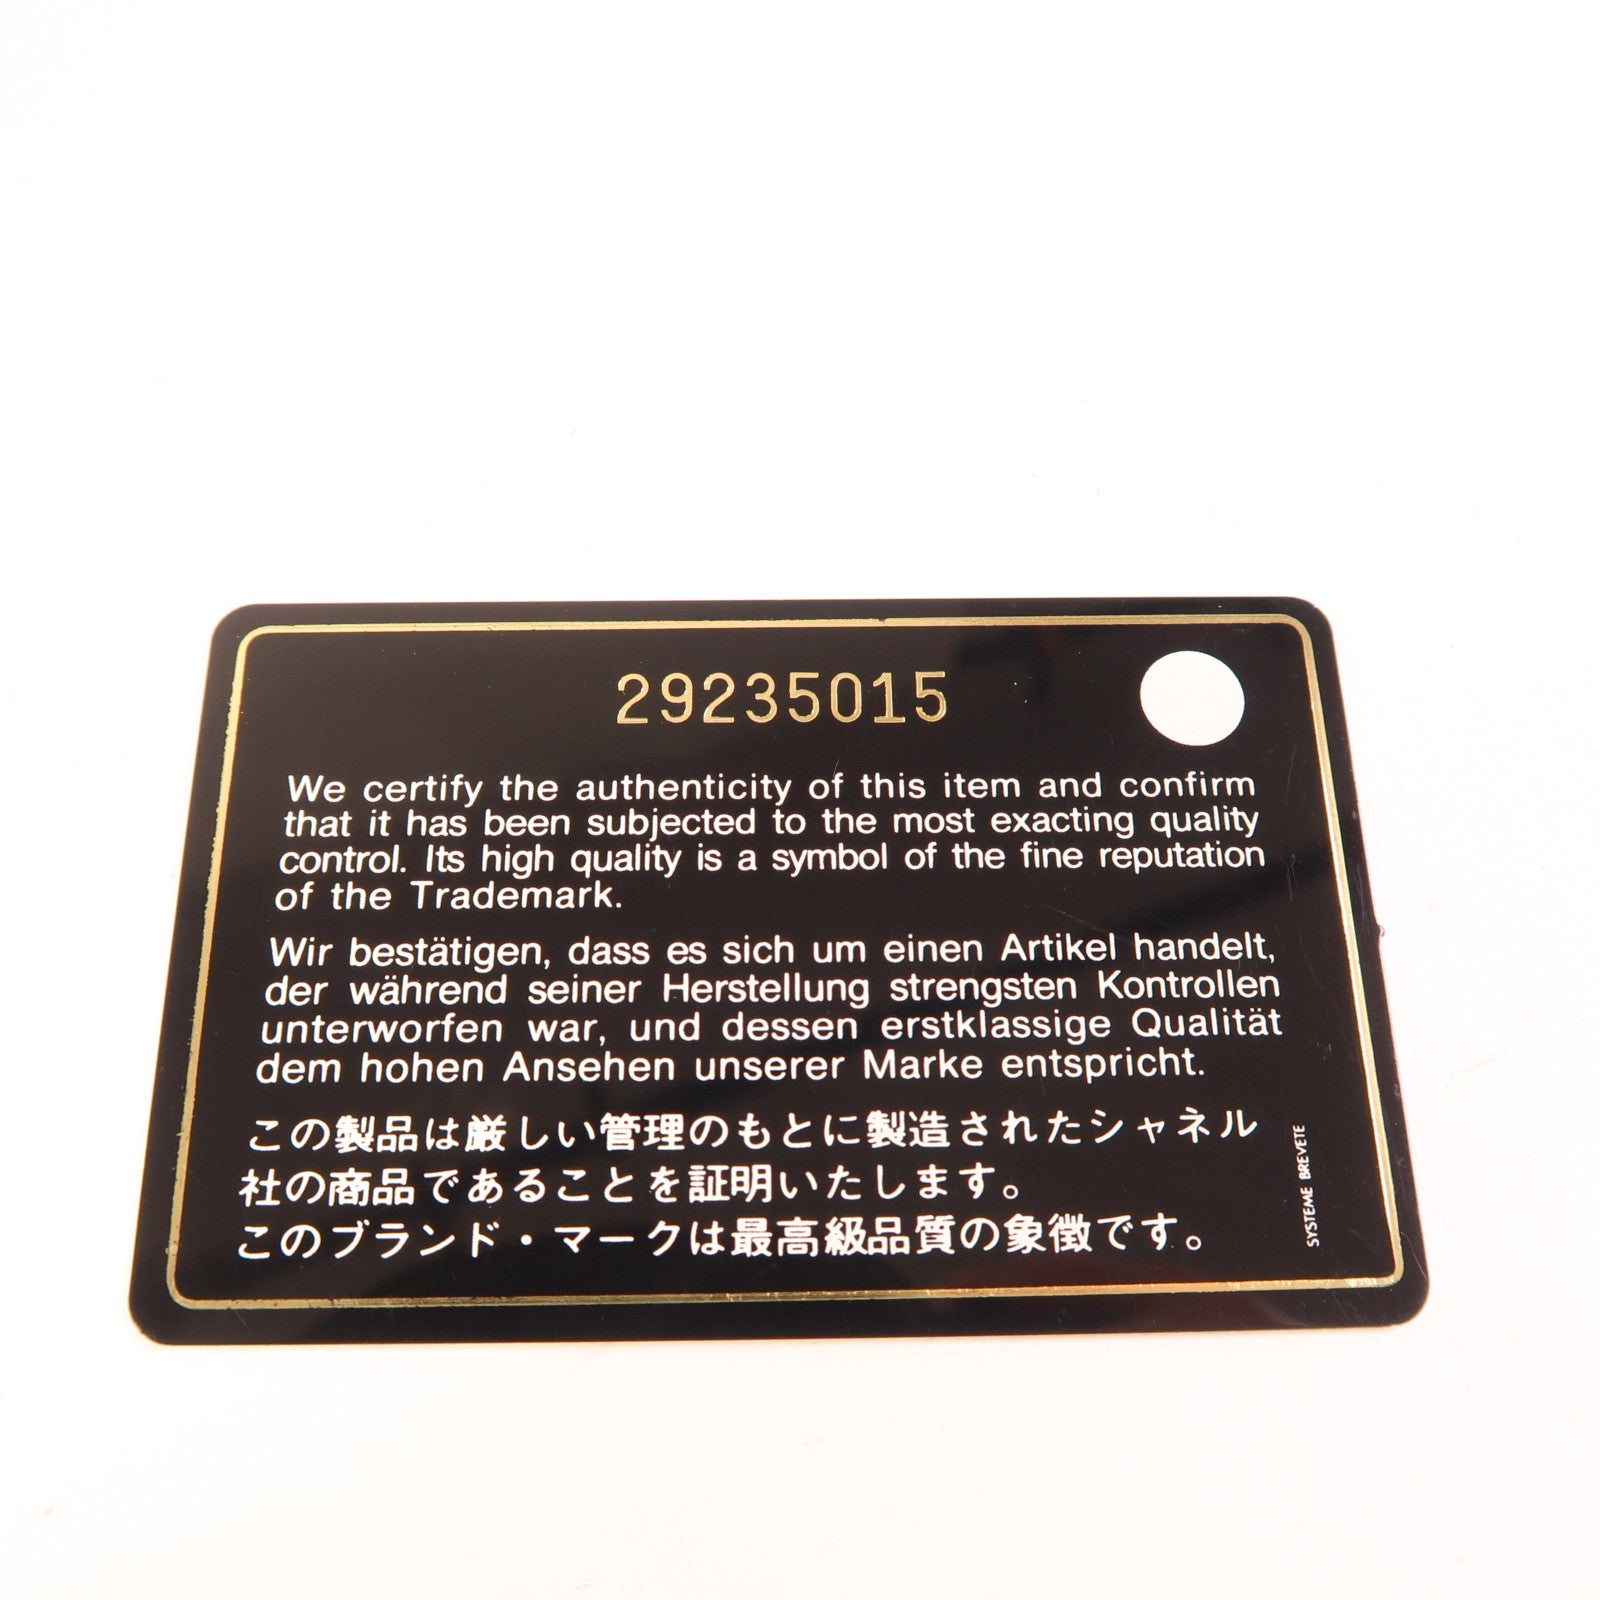 29235015
We certify the authenticity of this item and confirm
that it has been subjected to the most exacting quality
control. Its high quality is a symbol of the fine reputation
of the Trademark.
Wir bestätigen, dass es sich um einen Artikel handelt,
der während seiner Herstellung strengsten Kontrollen
unterworfen war, und dessen erstklassige Qualität
dem hohen Ansehen unserer Marke entspricht.
この製品は厳しい管理のもとに製造されたシャネル
社の商品であることを証明いたします。
このブランド・マークは最高級品質の象徴です。
SYSTEME BREVETE